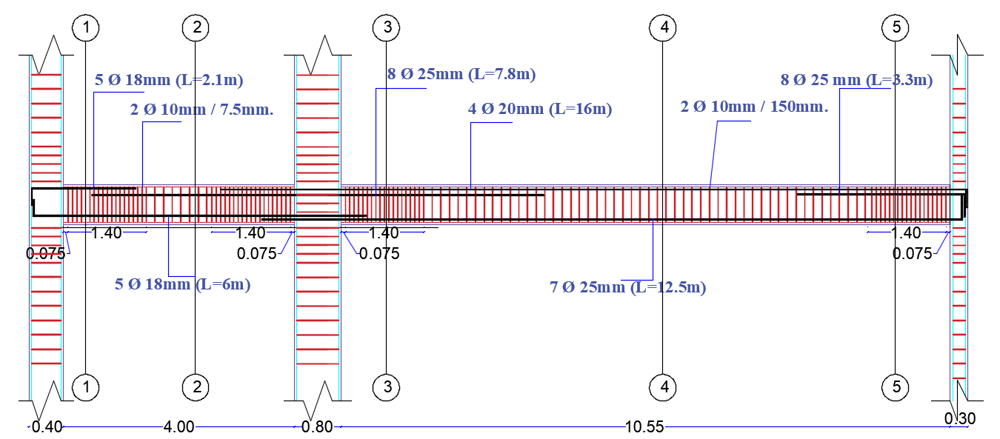 1
2
3
4
5
5 Ø 18mm (L=2.1m)
8 Ø 25mm (L=7.8m)
8 Ø 25 mm (L=3.3m)
2 Ø 10mm / 7.5mm.
4 Ø 20mm (L=16m)
2 Ø 10mm / 150mm.
1.40
1.40
1.40
1.40
0.075
0.075
0.075
0.075
5 Ø 18mm (L=6m)
7 Ø 25mm (L=12.5m)
1
2
3
4
5
0.40
4.00
0.80
10.55
0.30